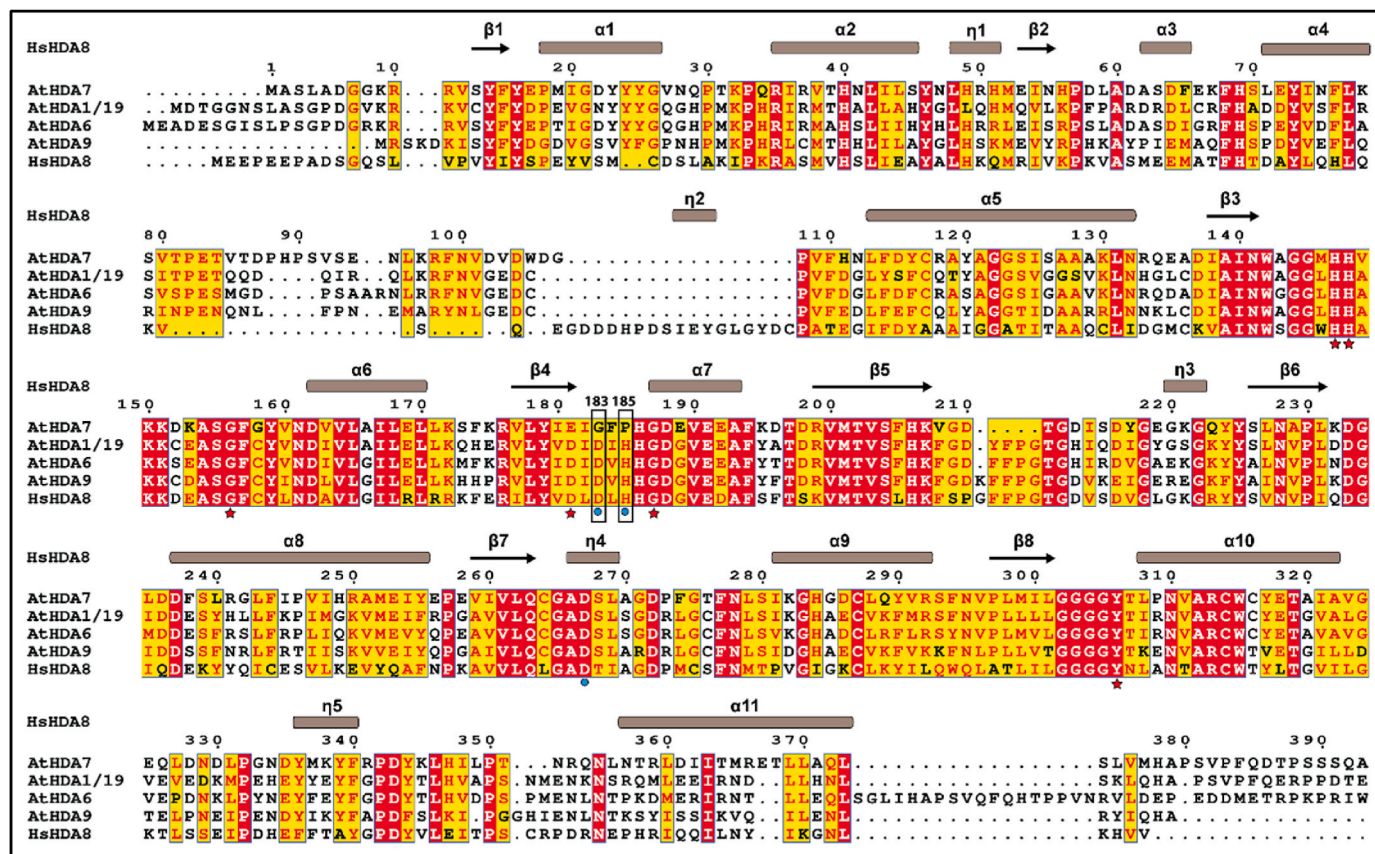 HsHDA8 β1 α1 α2 η1 β2 α3 α4
1 10 20 30 40 50 60 70
AtHDA7 .........MASLADGGKR...RVSYFYEPMIGDYYYGVNQPTKPQRIRVTHNLILSYNLHRHMEINHPDLADASDFEKFHSLEYINFLK
AtHDA1/19 ..MDTGGNSLASGPDGVKR...KVCYFYDPEVGNYYYGQGHPMKPHRIRMTHALLAHYGLLQHMQVLKPFPARDRDLCRFHADDYVSFLR
AtHDA6 MEADESGISLPSGPDGRKR...RVSYFYEPTIGDYYYGQGHPMKPHRIRMAHSLIIHYHLHRRLEISRPSLADASDIGRFHSPEYVDFLA
AtHDA9 .................MRSKDKISYFYDGDVGSVYFGPNHPMKPHRLCMTHHLILAYGLHSKMEVYRPHKAYPIEMAQFHSPDYVEFLQ
HsHDA8 .....MEEPEEPADSGQSL...VPVYIYSPEYVSM..CDSLAKIPKRASMVHSLIEAYALHKQMRIVKPKVASMEEMATFHTDAYLQHLQ
HsHDA8 η2 α5 β3
80 90 100 110 120 130 140
AtHDA7 SVTPETVTDPHPSVSE.NLKRFNVDVDWDG.................PVFHNLFDYCRAYAGGSISAAAKLNRQEADIAINWAGGMHHV
AtHDA1/19 SITPETQQD....QIR.QLKRFNVGEDC...................PVFDGLYSFCQTYAGGSVGGSVKLNHGLCDIAINWAGGLHHA
AtHDA6 SVSPESMGD....PSAARNLRRFNVGEDC...................PVFDGLFDFCRASAGGSIGAAVKLNRQDADIAINWGGGLHHA
AtHDA9 RINPENQNL....FPN.EMARYNLGEDC...................PVFEDLFEFCQLYAGGTIDAARRLNNKLCDIAINWAGGLHHA
HsHDA8 KV...............S....Q..EGDDDHPDSIEYGLGYDCPATEGIFDYAAAIGGATITAAQCLIDGMCKVAINWSGGWHHA
HsHDA8 α6 β4 α7 β5 η3 β6
150 160 170 180 183 185 190 200 210 220 230
AtHDA7 KKDKASGFGYVNDVVLAILELLKSFKRVLYIEIGFPHGDEVEEAFKDTDRVMTVSFHKVGD....TGDISDYGEGKGQYYSLNAPLKDG
AtHDA1/19 KKCEASGFCYVNDIVLAILELLKQHERVLYVDIDIHHGDGVEEAFYATDRVMTVSFHKFGD.YFPGTGHIQDIGYGSGKYYSLNVPLDDG
AtHDA6 KKSEASGFCYVNDIVLGILELLKMFKRVLYIDIDVHHGDGVEEAFYTTDRVMTVSFHKFGD.FFPGTGHIRDVGAEKGKYYALNVPLNDG
AtHDA9 KKCDASGFCYINDLVLGILELLKHHPRVLYIDIDVHHGDGVEEAFYFTDRVMTVSFHKFGDKFFPGTGDVKEIGEREGKFYAINVPLKDG
HsHDA8 KKDEASGFCYLNDAVLGILRLRRKFERILYVDLDLHHGDGVEDAFSFTSKVMTVSLHKFSPGFFPGTGDVSDVGLGKGRYYSVNVPIQDG
HsHDA8 α8 β7 η4 α9 β8 α10
240 250 260 270 280 290 300 310 320
AtHDA7 LDDFSLRGLFIPVIHRAMEIYEPEVIVLQCGADSLAGDPFGTFNLSIKGHGDCLQYVRSFNVPLMILGGGGYTLPNVARCWCYETAIAVG
AtHDA1/19 IDDESYHLLFKPIMGKVMEIFRPGAVVLQCGADSLSGDRLGCFNLSIKGHAECVKFMRSFNVPLLLLGGGGYTIRNVARCWCYETGVALG
AtHDA6 MDDESFRSLFRPLIQKVMEVYQPEAVVLQCGADSLSGDRLGCFNLSVKGHADCLRFLRSYNVPLMVLGGGGYTIRNVARCWCYETAVAVG
AtHDA9 IDDSSFNRLFRTIISKVVEIYQPGAIVLQCGADSLARDRLGCFNLSIDGHAECVKFVKKFNLPLLVTGGGGYTKENVARCWTVETGILLD
HsHDA8 IQDEKYYQICESVLKEVYQAFNPKAVVLQLGADTIAGDPMCSFNMTPVGIGKCLKYILQWQLATLILGGGGYNLANTARCWTYLTGVILG
HsHDA8 η5 α11
330 340 350 360 370 380 390
AtHDA7 EQLDNDLPGNDYMKYFRPDYKLHILPT...NRQNLNTRLDIITMRETLLAQL..................SLVMHAPSVPFQDTPSSSQA
AtHDA1/19 VEVEDKMPEHEYYEYFGPDYTLHVAPS..NMENKNSRQMLEEIRND..LLHNL..................SKLQHA.PSVPFQERPPDTE
AtHDA6 VEPDNKLPYNEYFEYFGPDYTLHVDPS..PMENLNTPKDMERIRNT..LLEQLSGLIHAPSVQFQHTPPVNRVLDEP.EDDMETRPKPRIW
AtHDA9 TELPNEIPENDYIKYFAPDFSLKI.PGGHIENLNTKSYISSIKVQ..ILENL..................RYIQHA..............
HsHDA8 KTLSSEIPDHEFFTAYGPDYVLEITPSCRPDRNEPHRIQQILNY..IKGNL..................KHVV................